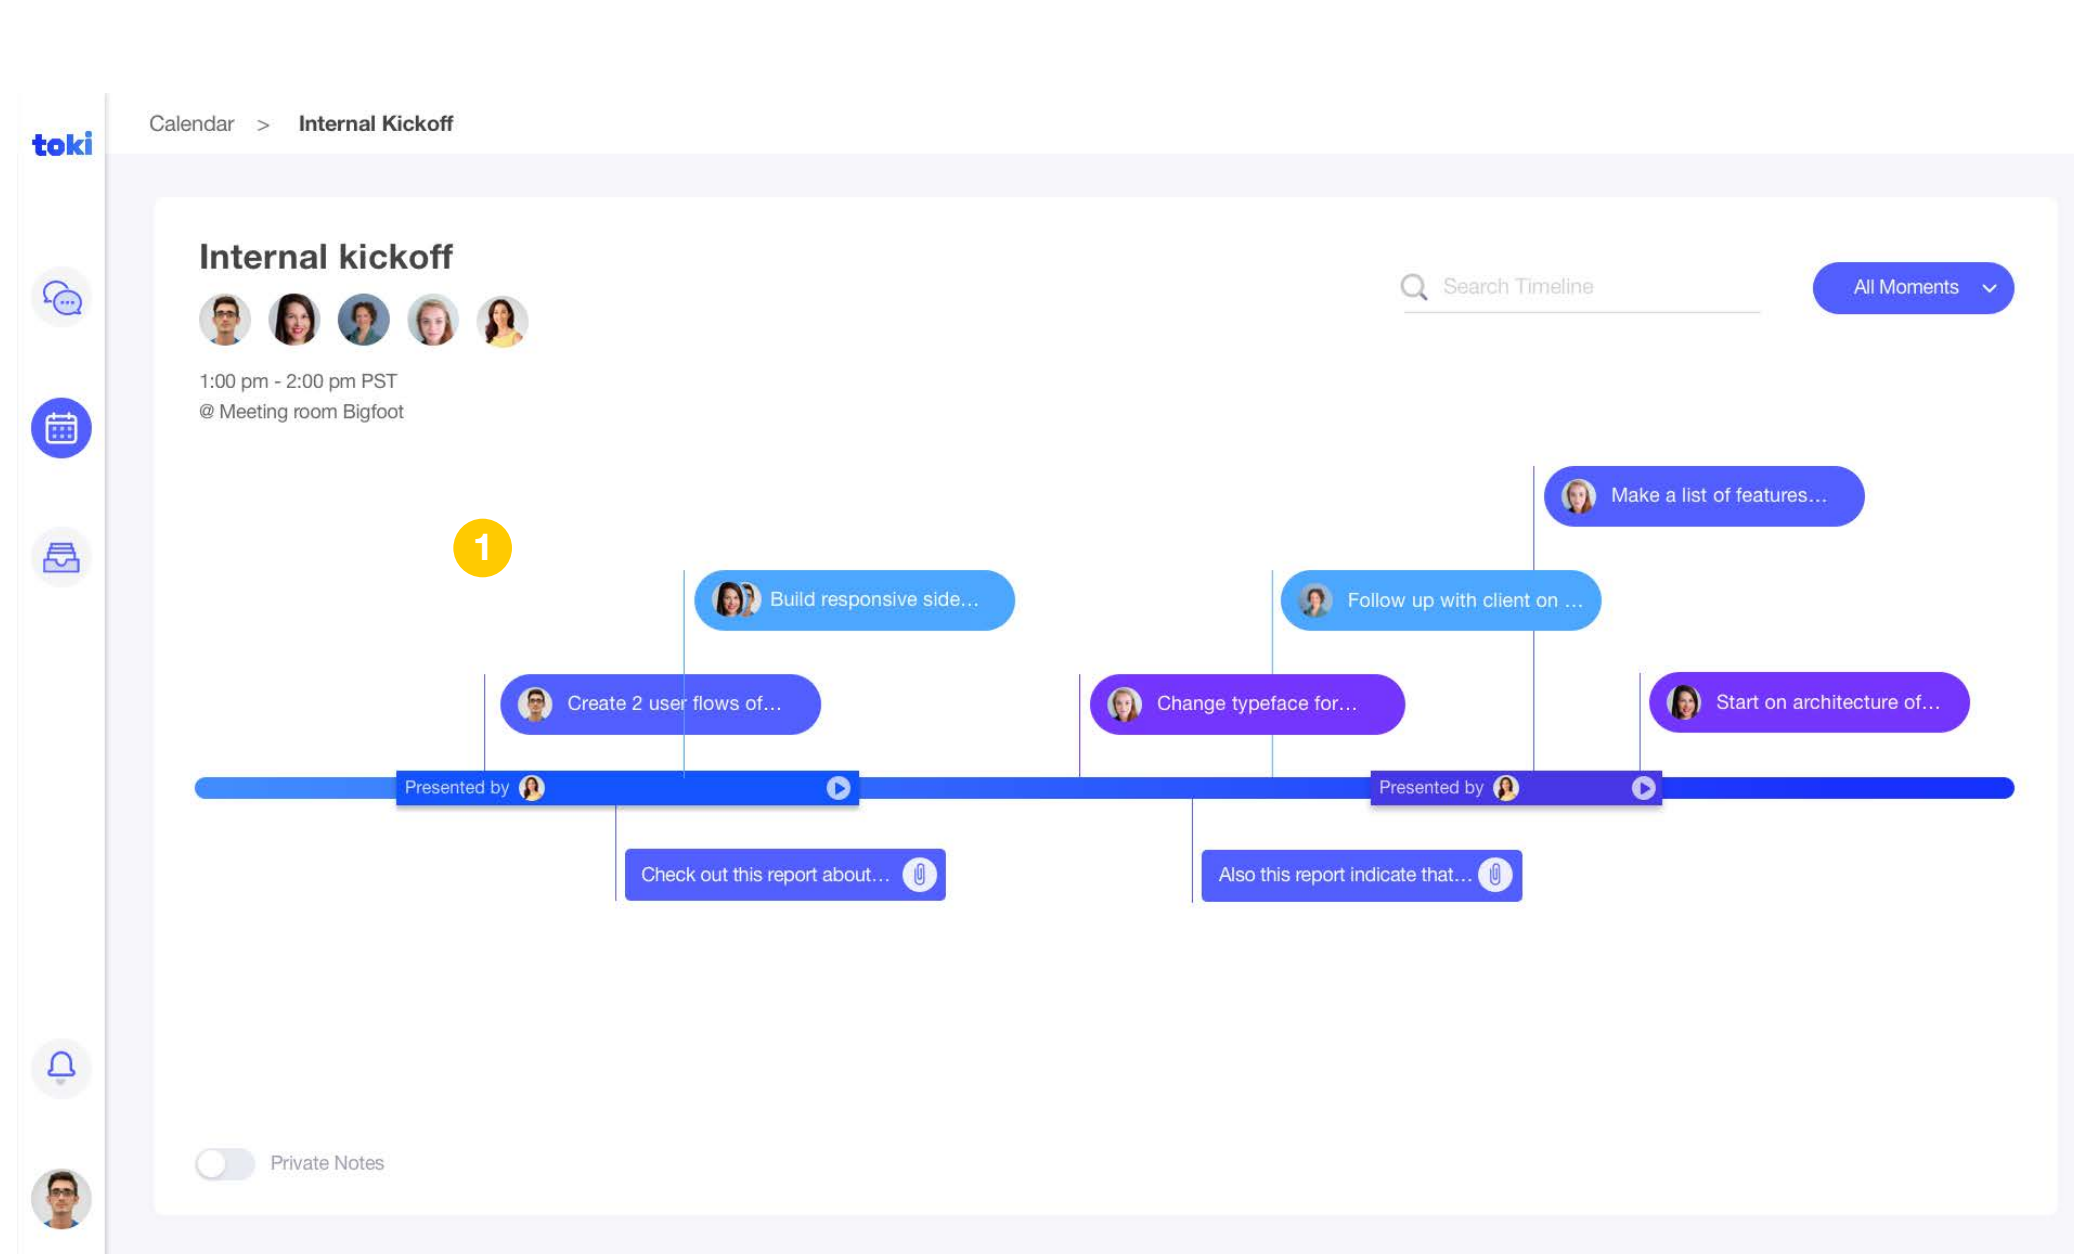 Calendar > Internal Kickoff
toki
Internal kickoff
Search Timeline
All Moments
1:00 pm - 2:00 pm PST
@ Meeting room Bigfoot
Make a list of features...
1
Build responsive side...
Follow up with client on ...
Create 2 user flows of...
Change typeface for...
Start on architecture of...
Presented by
Presented by
Check out this report about...
Also this report indicate that...
Private Notes